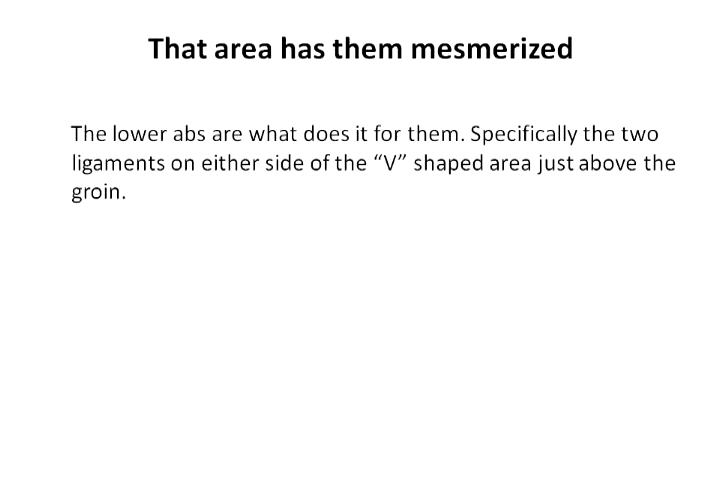 That area has them mesmerized
The lower abs are what does it for them. Specifically the two
ligaments on either side of the “V” shaped area just above the
groin.